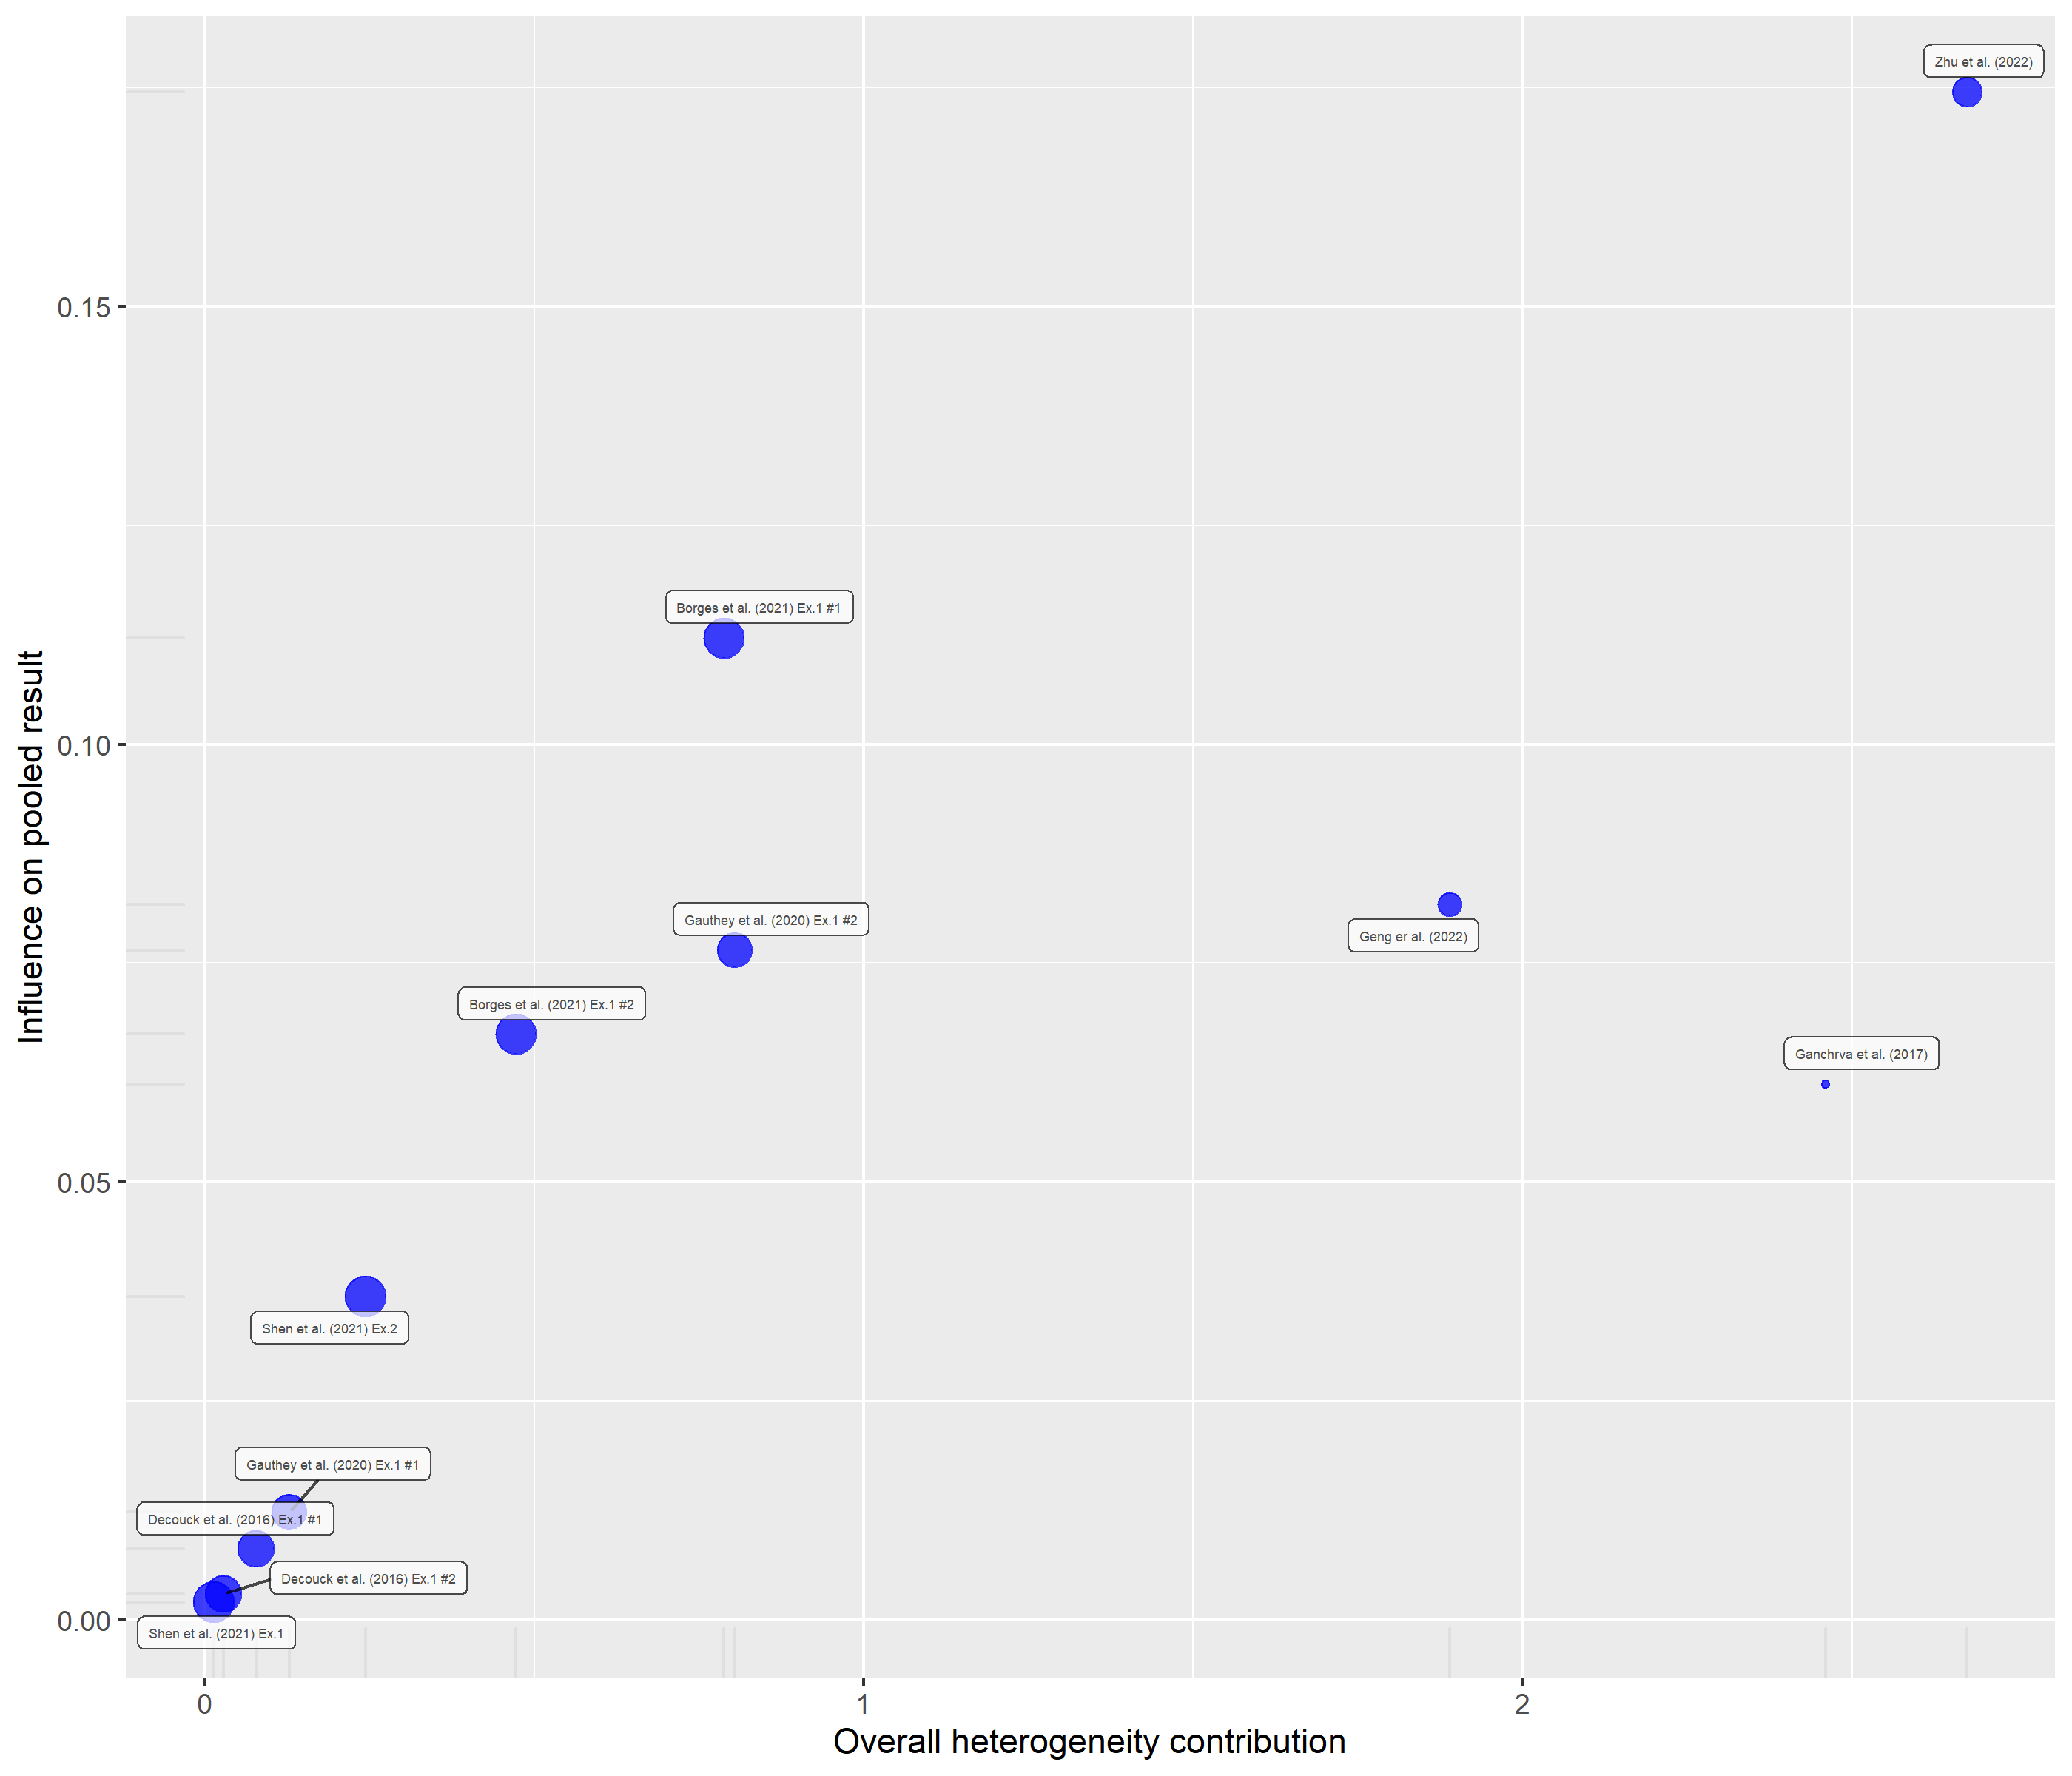 Zhu et al. (2022)
0.15
Borges et al. (2021) Ex.1 #1
0.10
Gauthey et al. (2020) Ex.1 #2
Geng er al. (2022)
Borges et al. (2021) Ex.1 #2
Ganchrva et al. (2017)
Influence on pooled result
0.05
Shen et al. (2021) Ex.2
Gauthey et al. (2020) Ex.1 #1
Decouck et al. (2016) Ex.1 #1
Decouck et al. (2016) Ex.1 #2
0.00
Shen et al. (2021) Ex.1
0
1
2
Overall heterogeneity contribution